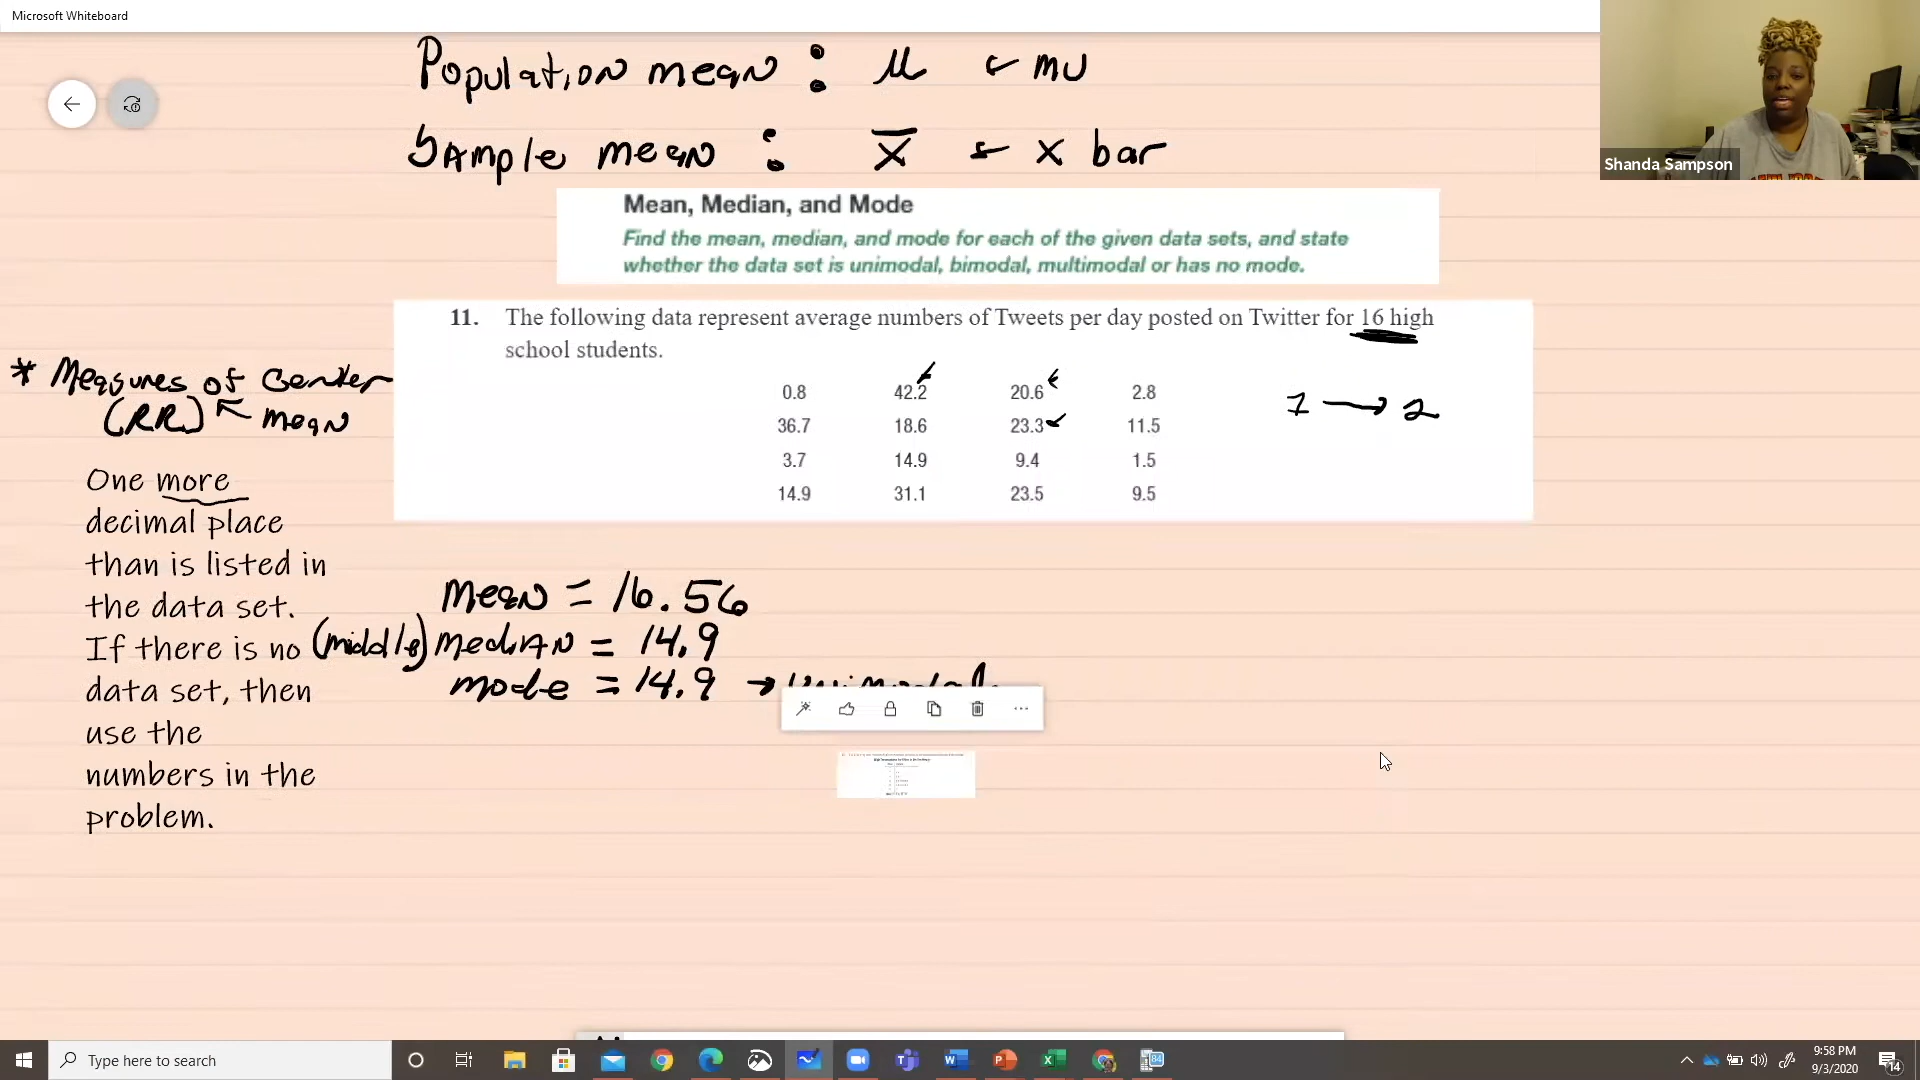 Microsoft Whiteboard
Population mean : μ ← mu
Sample mean : x̅ ← x bar
Shanda Sampson
Mean, Median, and Mode
Find the mean, median, and mode for each of the given data sets, and state
whether the data set is unimodal, bimodal, multimodal or has no mode.
11. The following data represent average numbers of Tweets per day posted on Twitter for 16 high
school students.
0.8 42.2 20.6 2.8
36.7 18.6 23.3 11.5
3.7 14.9 9.4 1.5
14.9 31.1 23.5 9.5
1 → 2
* Measures of Center
(RR) ← mean
One more
decimal place
than is listed in
the data set.
If there is no
data set, then
use the
numbers in the
problem.
mean = 16.56
(middle) median = 14.9
mode = 14.9 → Unimodal
Type here to search
84
9:58 PM
9/3/2020
14